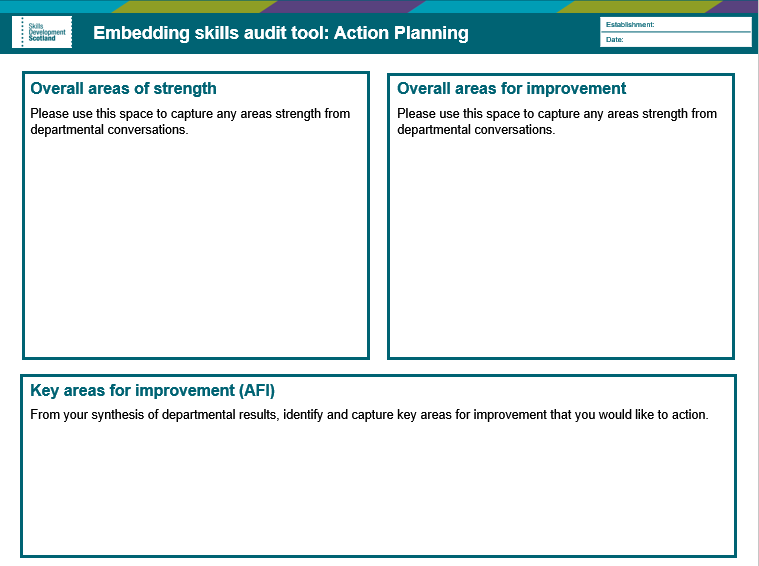 Skills
Development
Scotland
Embedding skills audit tool: Action Planning
Establishment:
Date:
Overall areas of strength
Please use this space to capture any areas strength from
departmental conversations.
Overall areas for improvement
Please use this space to capture any areas strength from
departmental conversations.
Key areas for improvement (AFI)
From your synthesis of departmental results, identify and capture key areas for improvement that you would like to action.